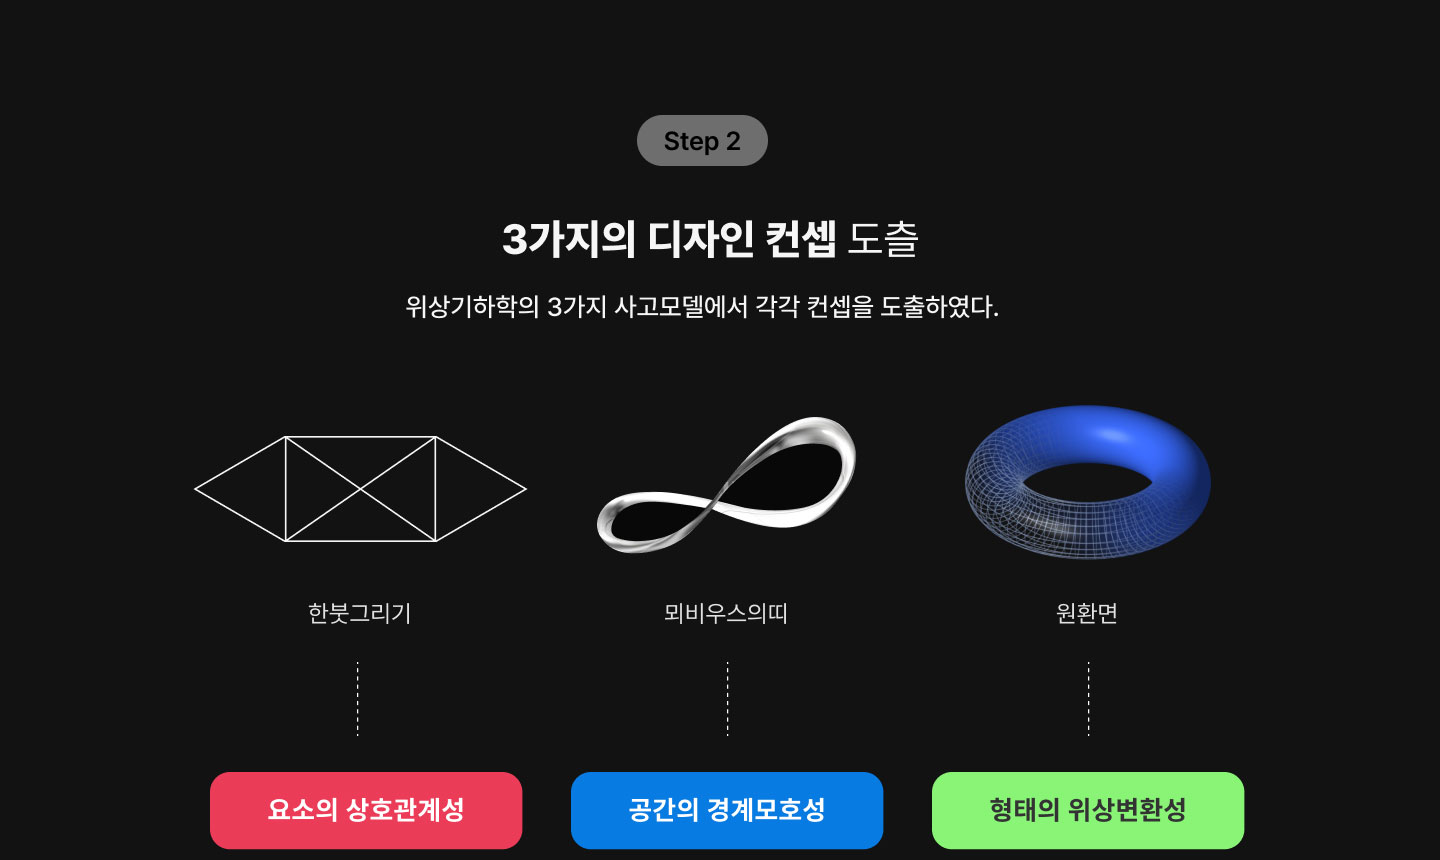 Step 2
3가지의 디자인 컨셉 도츨
위상기하학의 3가지 사고모델에서 각각 컨셉을 도출하였다.
한붓그리기
뫼비우스의띠
원환면
요소의 상호관계성
공간의 경계모호성
형태의 위상변환성